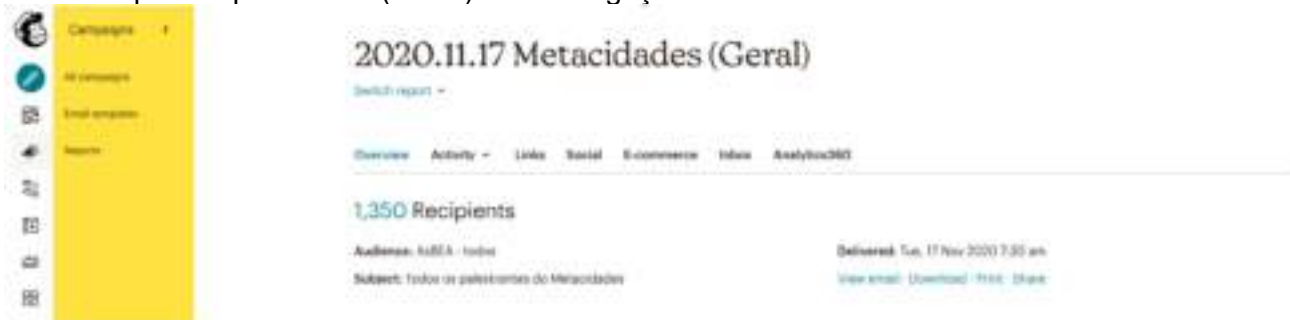 Campaigns
All campaigns
Email templates
Reports
2020.11.17 Metacidades (Geral)
Switch report
Overview Activity Links Social E-commerce Inbox Analytics360
1,350 Recipients
Audience: AsBEA - todos
Delivered: Tue, 17 Nov 2020 7:30 am
Subject: Todos os palestrantes do Metacidades
View email · Download · Print · Share